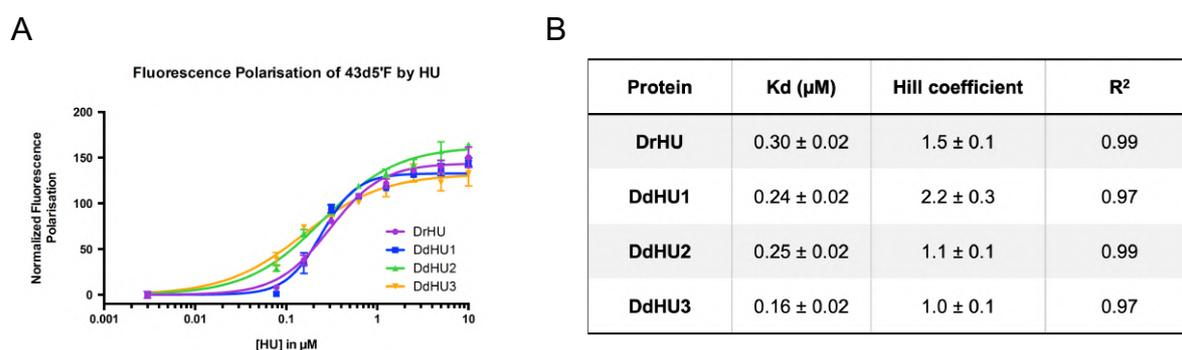 A
Fluorescence Polarisation of 43d5'F by HU
Normalized Fluorescence
Polarisation
200
150
100
50
0
0.001
0.01
0.1
1
10
[HU] in µM
DrHU
DdHU1
DdHU2
DdHU3
B
Protein Kd (µM) Hill coefficient R²
DrHU 0.30 ± 0.02 1.5 ± 0.1 0.99
DdHU1 0.24 ± 0.02 2.2 ± 0.3 0.97
DdHU2 0.25 ± 0.02 1.1 ± 0.1 0.99
DdHU3 0.16 ± 0.02 1.0 ± 0.1 0.97